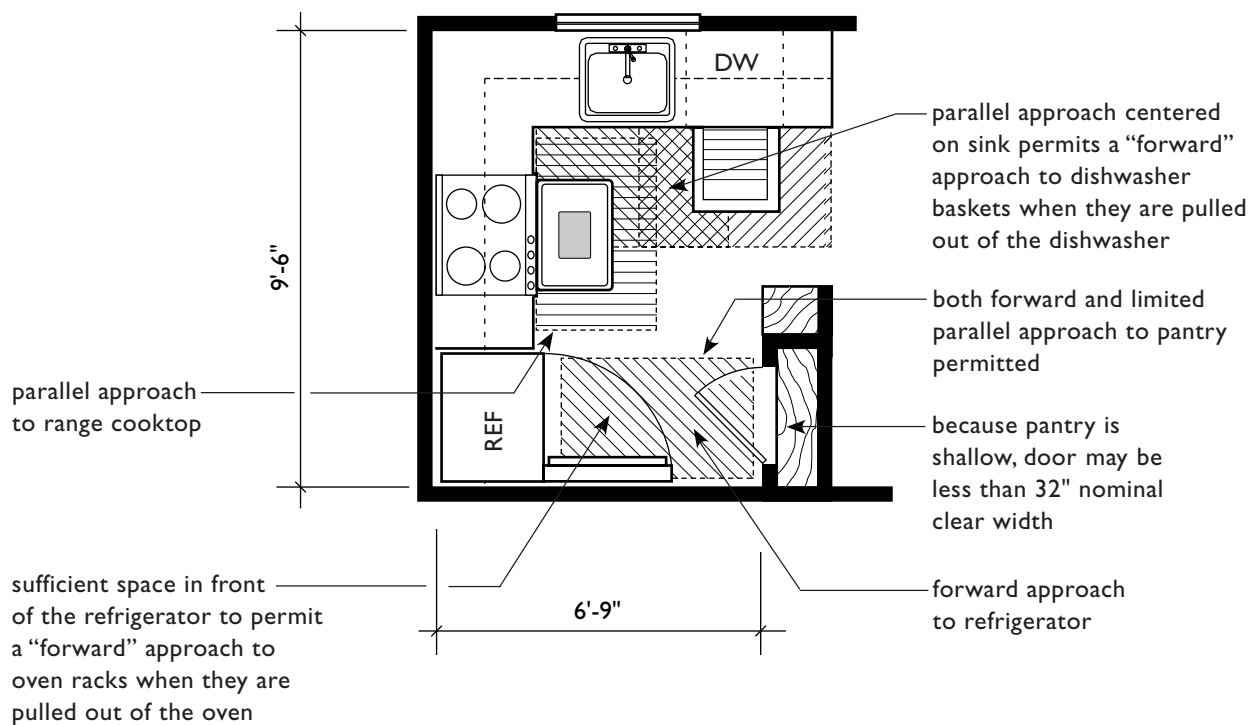 DW
parallel approach centered
on sink permits a “forward”
approach to dishwasher
baskets when they are pulled
out of the dishwasher
9'-6"
both forward and limited
parallel approach to pantry
permitted
parallel approach
to range cooktop
REF
because pantry is
shallow, door may be
less than 32" nominal
clear width
sufficient space in front
of the refrigerator to permit
a “forward” approach to
oven racks when they are
pulled out of the oven
6'-9"
forward approach
to refrigerator